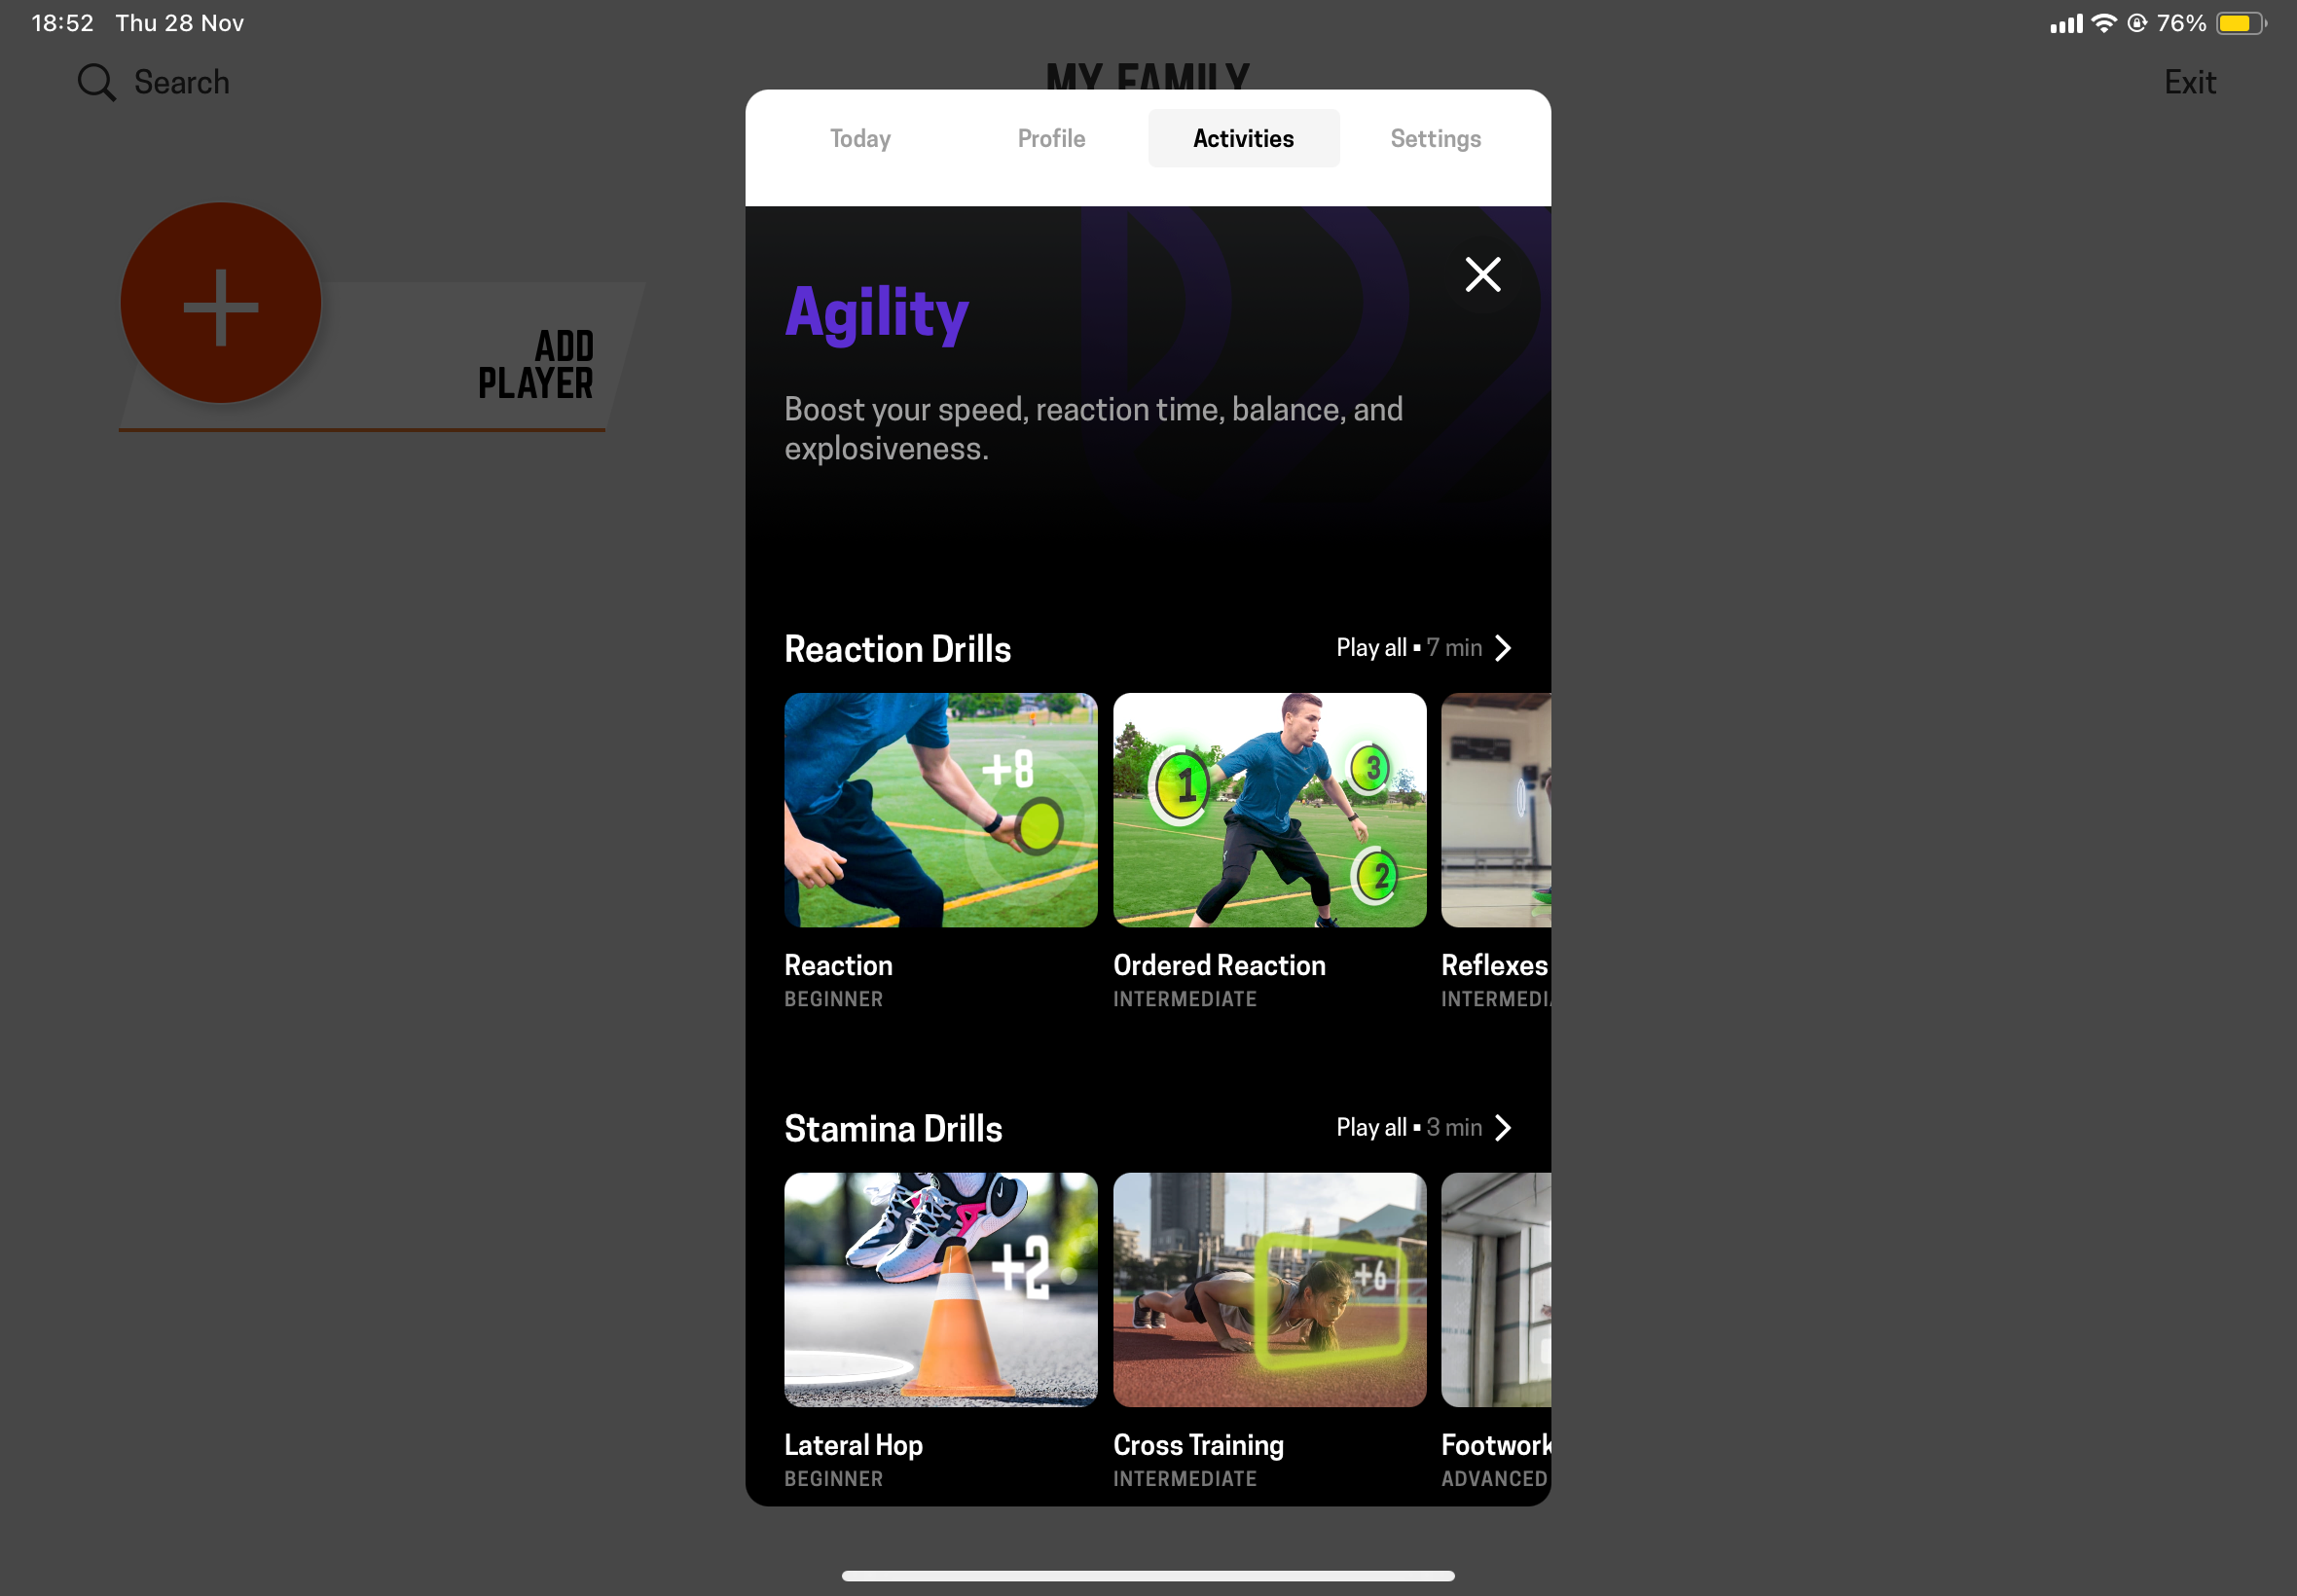 18:52 Thu 28 Nov
76%
Search
MY FAMILY
Exit
Today
Profile
Activities
Settings
ADD
PLAYER
Agility
Boost your speed, reaction time, balance, and
explosiveness.
Reaction Drills
Play all ▪ 7 min
+8
1
3
2
Reaction
BEGINNER
Ordered Reaction
INTERMEDIATE
Reflexes
INTERMEDIA
Stamina Drills
Play all ▪ 3 min
+2
+6
Lateral Hop
BEGINNER
Cross Training
INTERMEDIATE
Footwork
ADVANCED